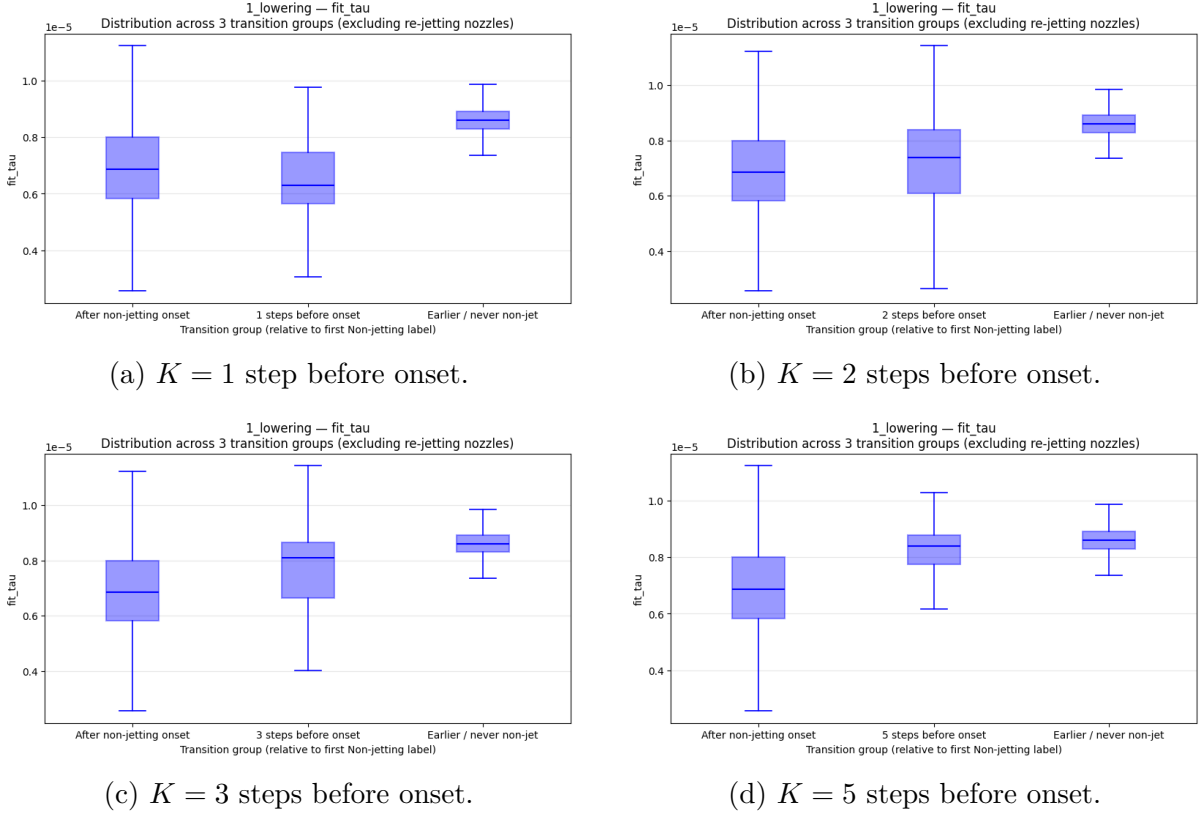 1_lowering — fit_tau
Distribution across 3 transition groups (excluding re-jetting nozzles)
1e−5
1.0
0.8
0.6
0.4
fit_tau
After non-jetting onset
1 steps before onset
Earlier / never non-jet
Transition group (relative to first Non-jetting label)
(a) K = 1 step before onset.
1_lowering — fit_tau
Distribution across 3 transition groups (excluding re-jetting nozzles)
1e−5
1.0
0.8
0.6
0.4
fit_tau
After non-jetting onset
2 steps before onset
Earlier / never non-jet
Transition group (relative to first Non-jetting label)
(b) K = 2 steps before onset.
1_lowering — fit_tau
Distribution across 3 transition groups (excluding re-jetting nozzles)
1e−5
1.0
0.8
0.6
0.4
fit_tau
After non-jetting onset
3 steps before onset
Earlier / never non-jet
Transition group (relative to first Non-jetting label)
(c) K = 3 steps before onset.
1_lowering — fit_tau
Distribution across 3 transition groups (excluding re-jetting nozzles)
1e−5
1.0
0.8
0.6
0.4
fit_tau
After non-jetting onset
5 steps before onset
Earlier / never non-jet
Transition group (relative to first Non-jetting label)
(d) K = 5 steps before onset.